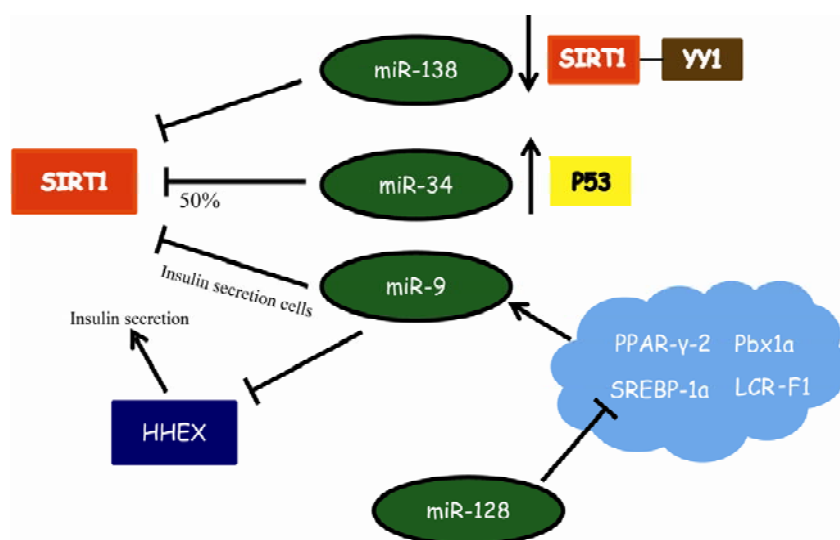 miR-138
SIRT1
YY1
SIRT1
50%
miR-34
P53
Insulin secretion cells
miR-9
Insulin secretion
PPAR-γ-2 Pbx1a
SREBP-1a LCR-F1
HHEX
miR-128